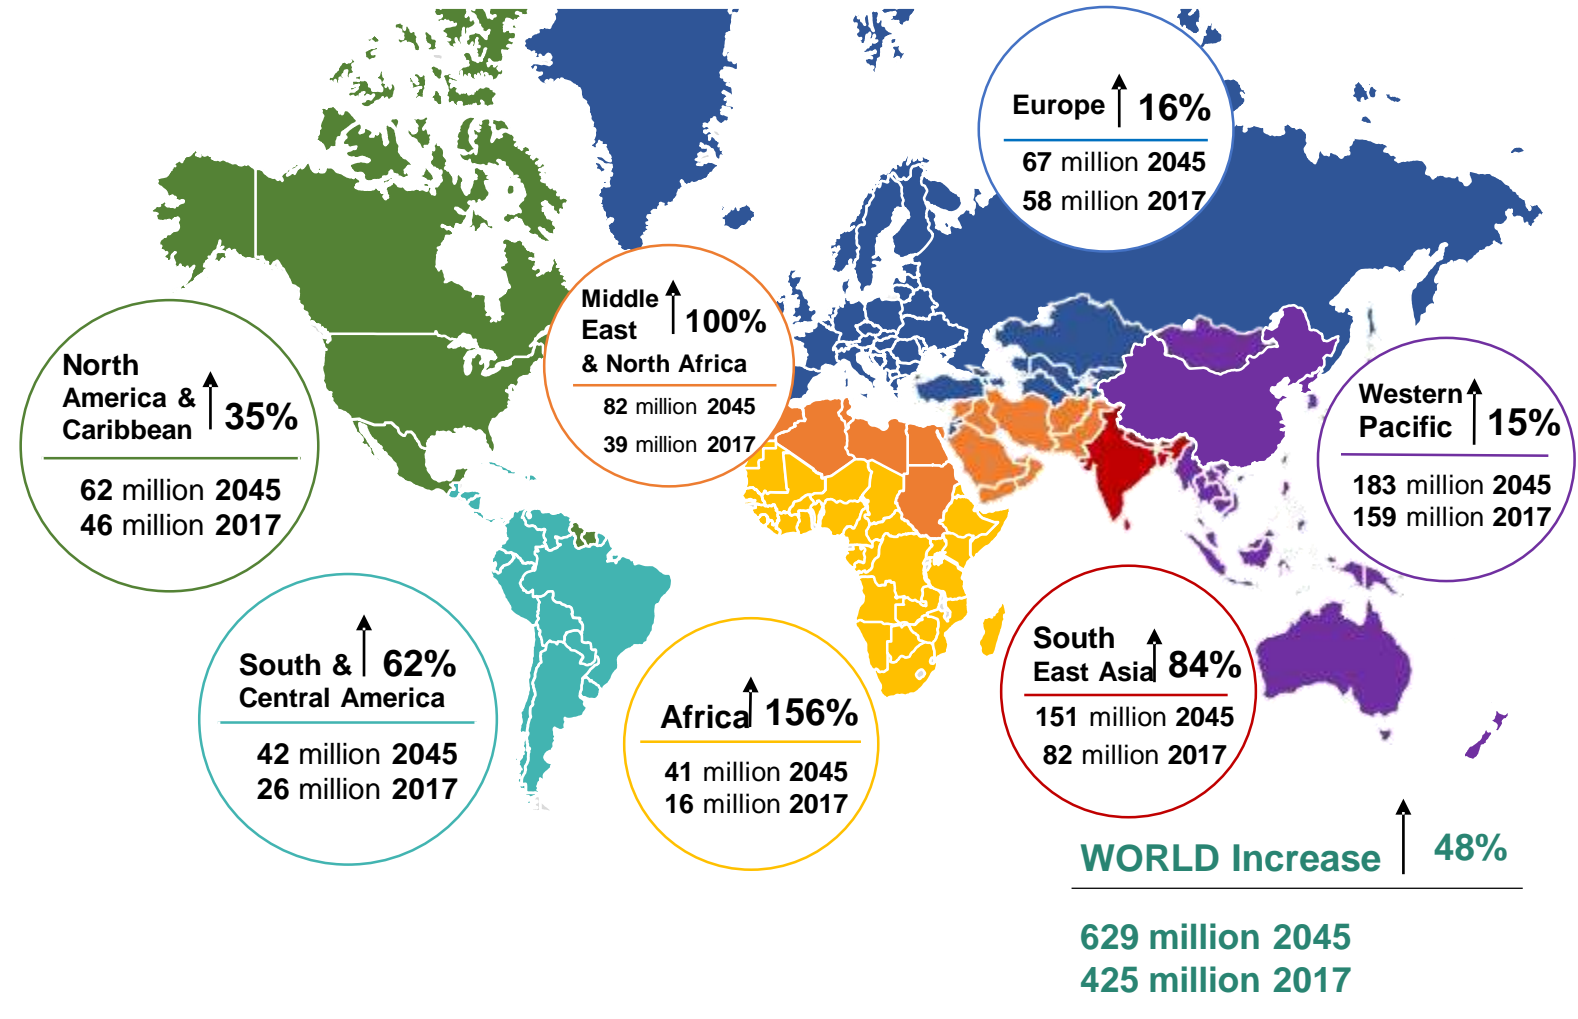 Europe 16%
67 million 2045
58 million 2017
Middle
East 100%
& North Africa
82 million 2045
39 million 2017
North
America & 35%
Caribbean
62 million 2045
46 million 2017
Western
Pacific 15%
183 million 2045
159 million 2017
South & 62%
Central America
42 million 2045
26 million 2017
Africa 156%
41 million 2045
16 million 2017
South
East Asia 84%
151 million 2045
82 million 2017
WORLD Increase 48%
629 million 2045
425 million 2017